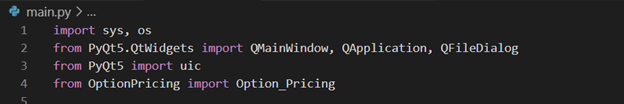 main.py > ...
1 import sys, os
2 from PyQt5.QtWidgets import QMainWindow, QApplication, QFileDialog
3 from PyQt5 import uic
4 from OptionPricing import Option_Pricing
5